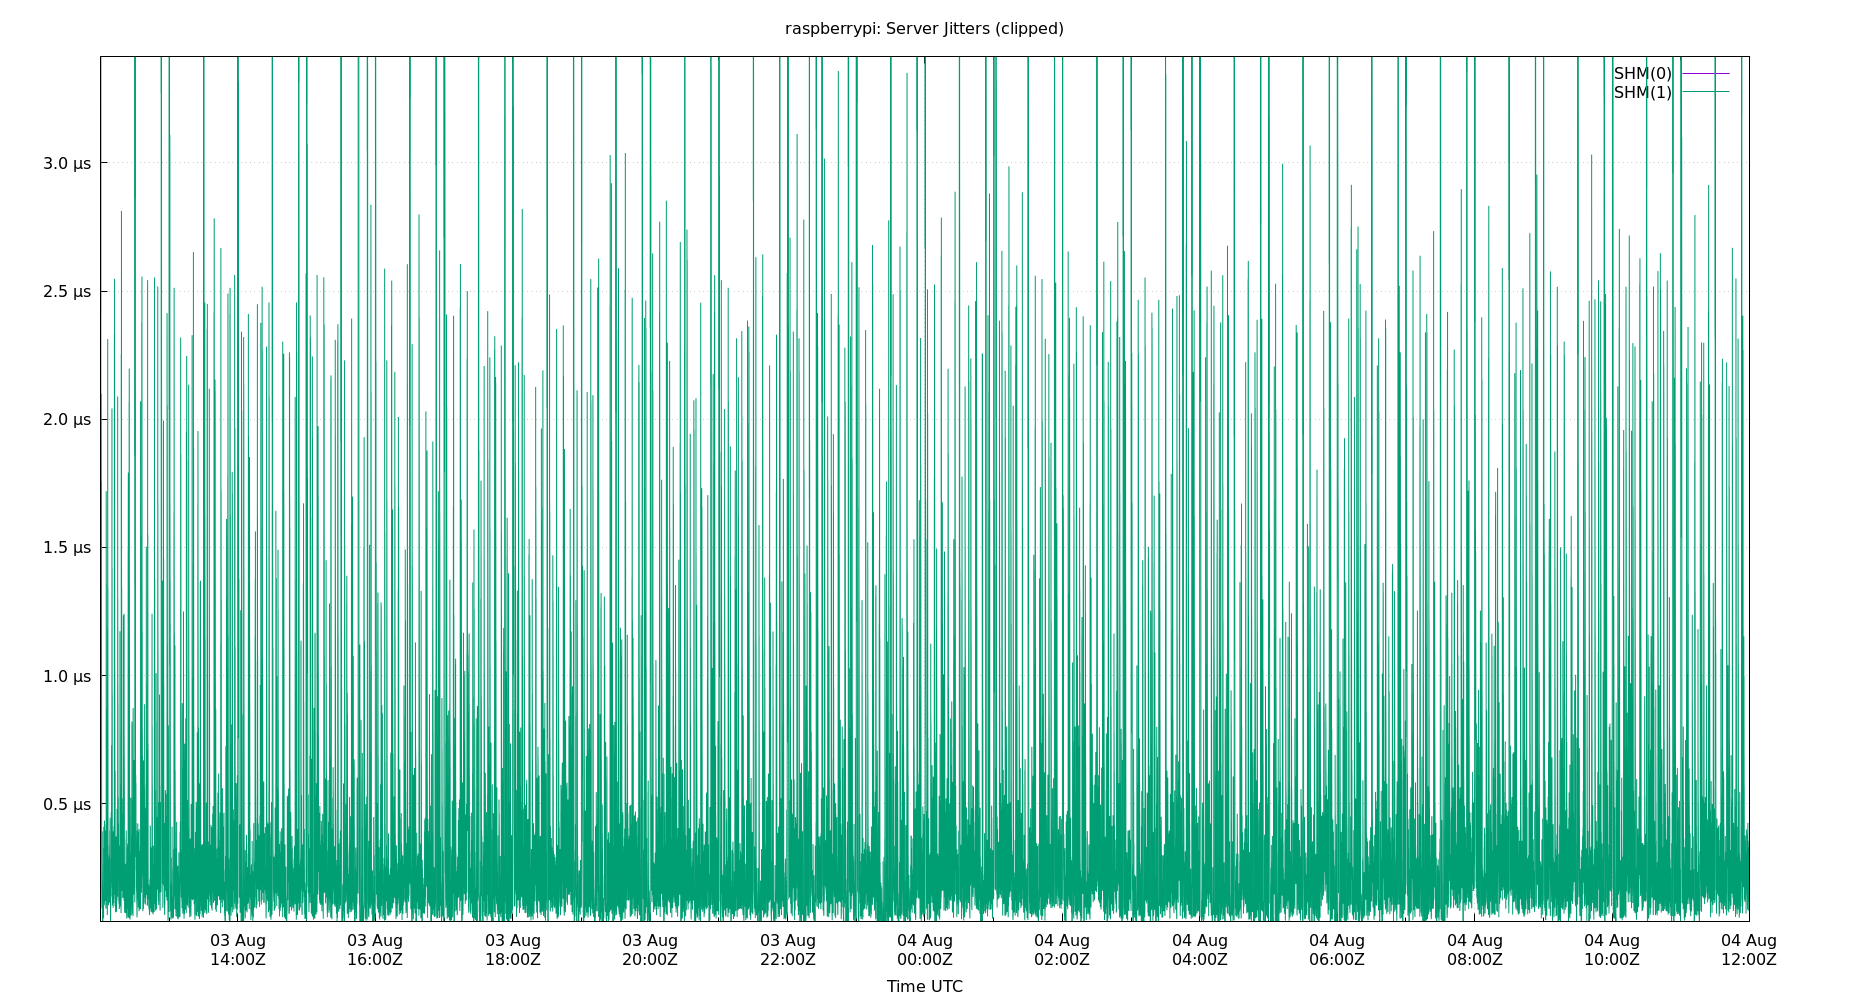 raspberrypi: Server Jitters (clipped)
SHM(0)
SHM(1)
3.0 µs
2.5 µs
2.0 µs
1.5 µs
1.0 µs
0.5 µs
03 Aug 03 Aug 03 Aug 03 Aug 03 Aug 04 Aug 04 Aug 04 Aug 04 Aug 04 Aug 04 Aug 04 Aug
14:00Z 16:00Z 18:00Z 20:00Z 22:00Z 00:00Z 02:00Z 04:00Z 06:00Z 08:00Z 10:00Z 12:00Z
Time UTC